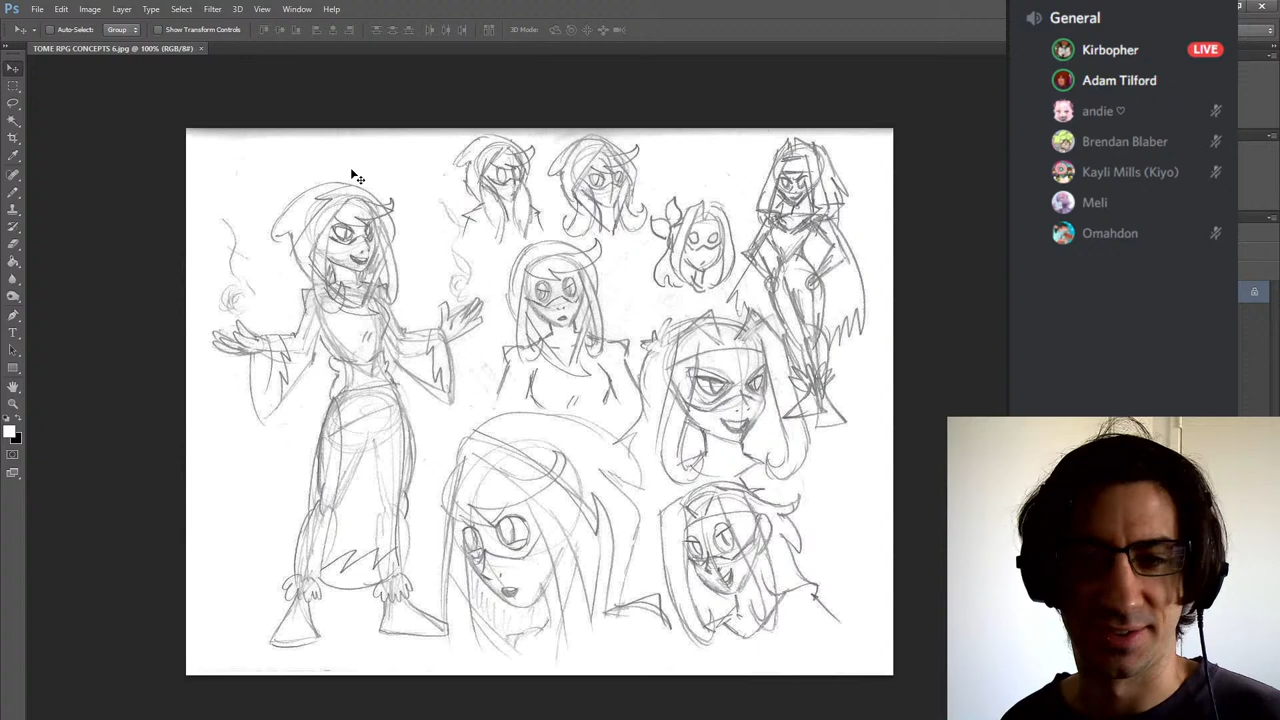 Ps File Edit Image Layer Type Select Filter 3D View Window Help
Auto-Select: Group Show Transform Controls 3D Mode:
TOME RPG CONCEPTS 6.jpg @ 100% (RGB/8#) ×
General
Kirbopher LIVE
Adam Tilford
andie ♡
Brendan Blaber
Kayli Mills (Kiyo)
Meli
Omahdon